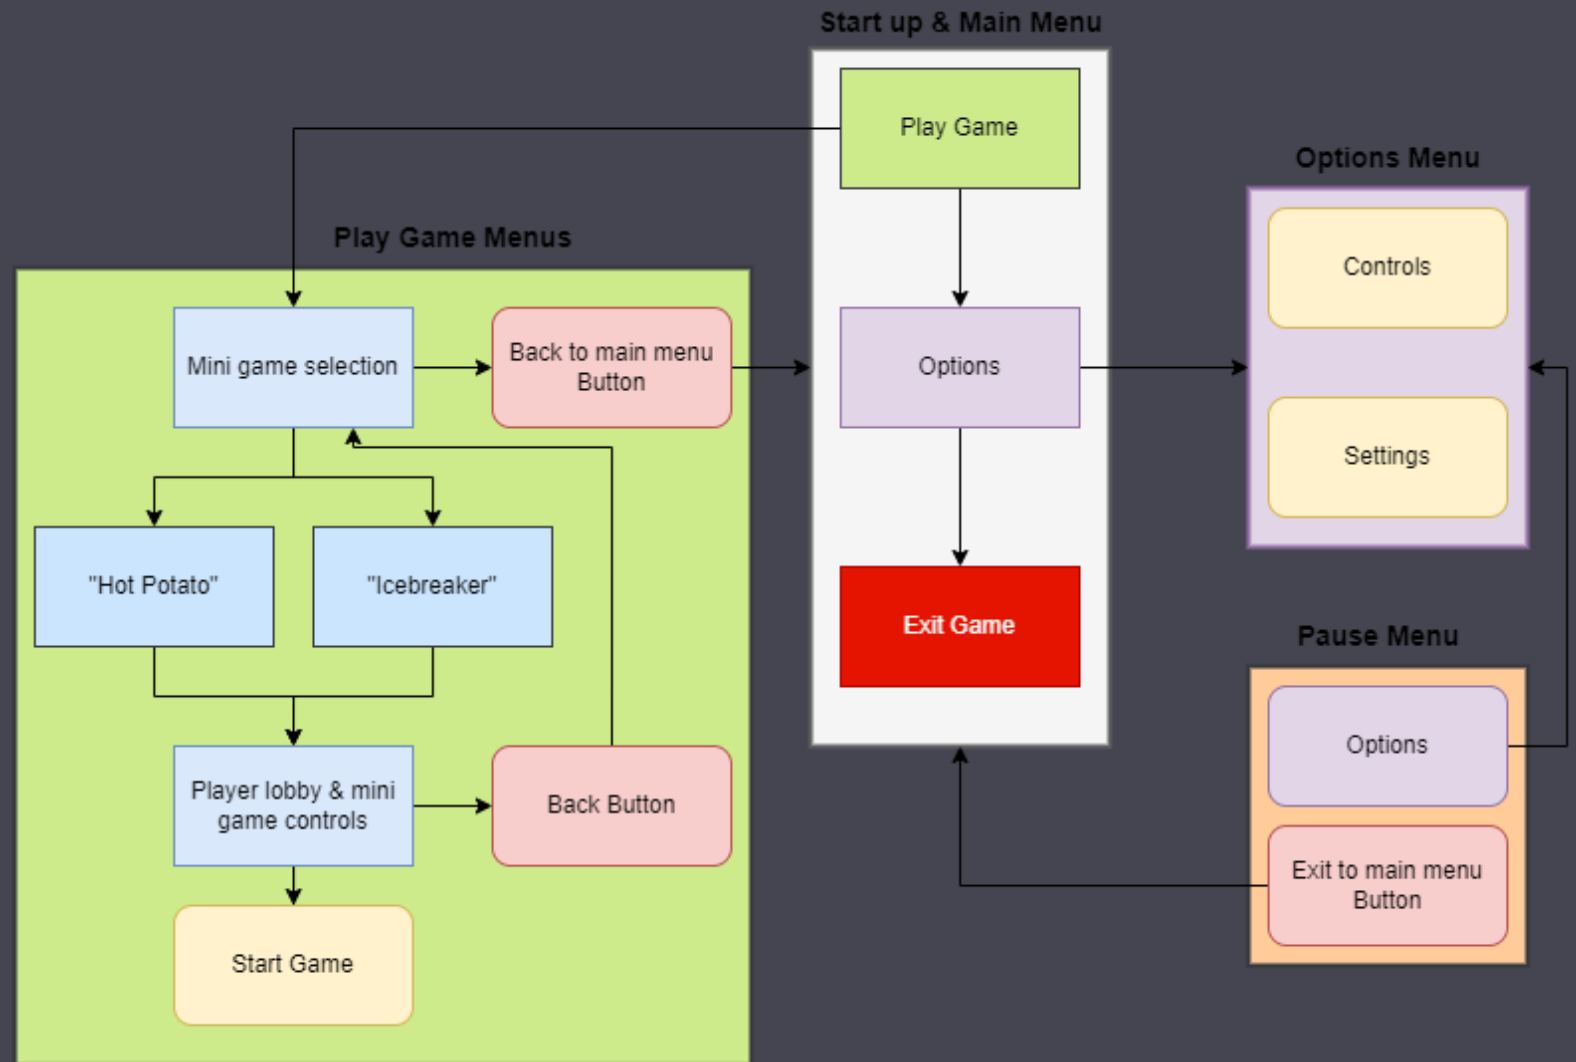 Start up & Main Menu
Play Game
Options
Exit Game
Play Game Menus
Mini game selection
Back to main menu
Button
"Hot Potato"
"Icebreaker"
Player lobby & mini
game controls
Back Button
Start Game
Options Menu
Controls
Settings
Pause Menu
Options
Exit to main menu
Button